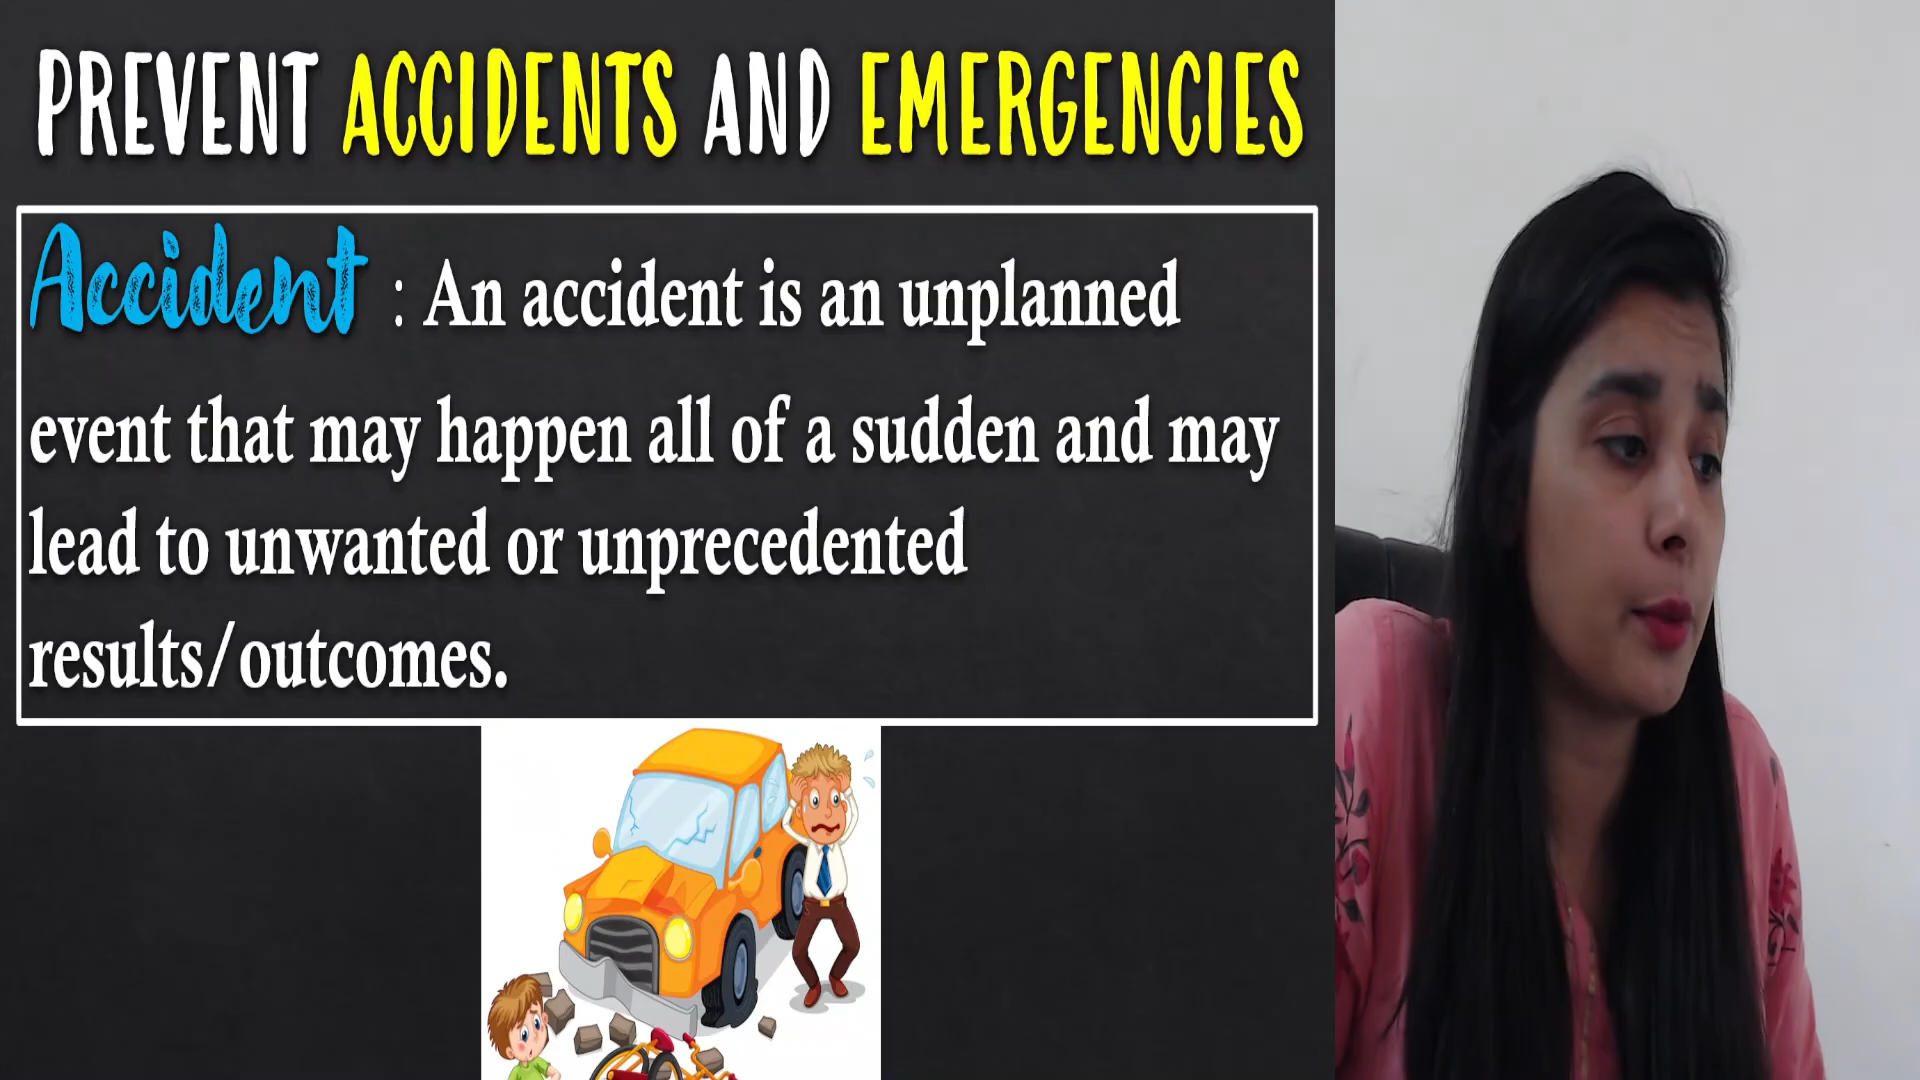 PREVENT ACCIDENTS AND EMERGENCIES
Accident : An accident is an unplanned
event that may happen all of a sudden and may
lead to unwanted or unprecedented
results/outcomes.